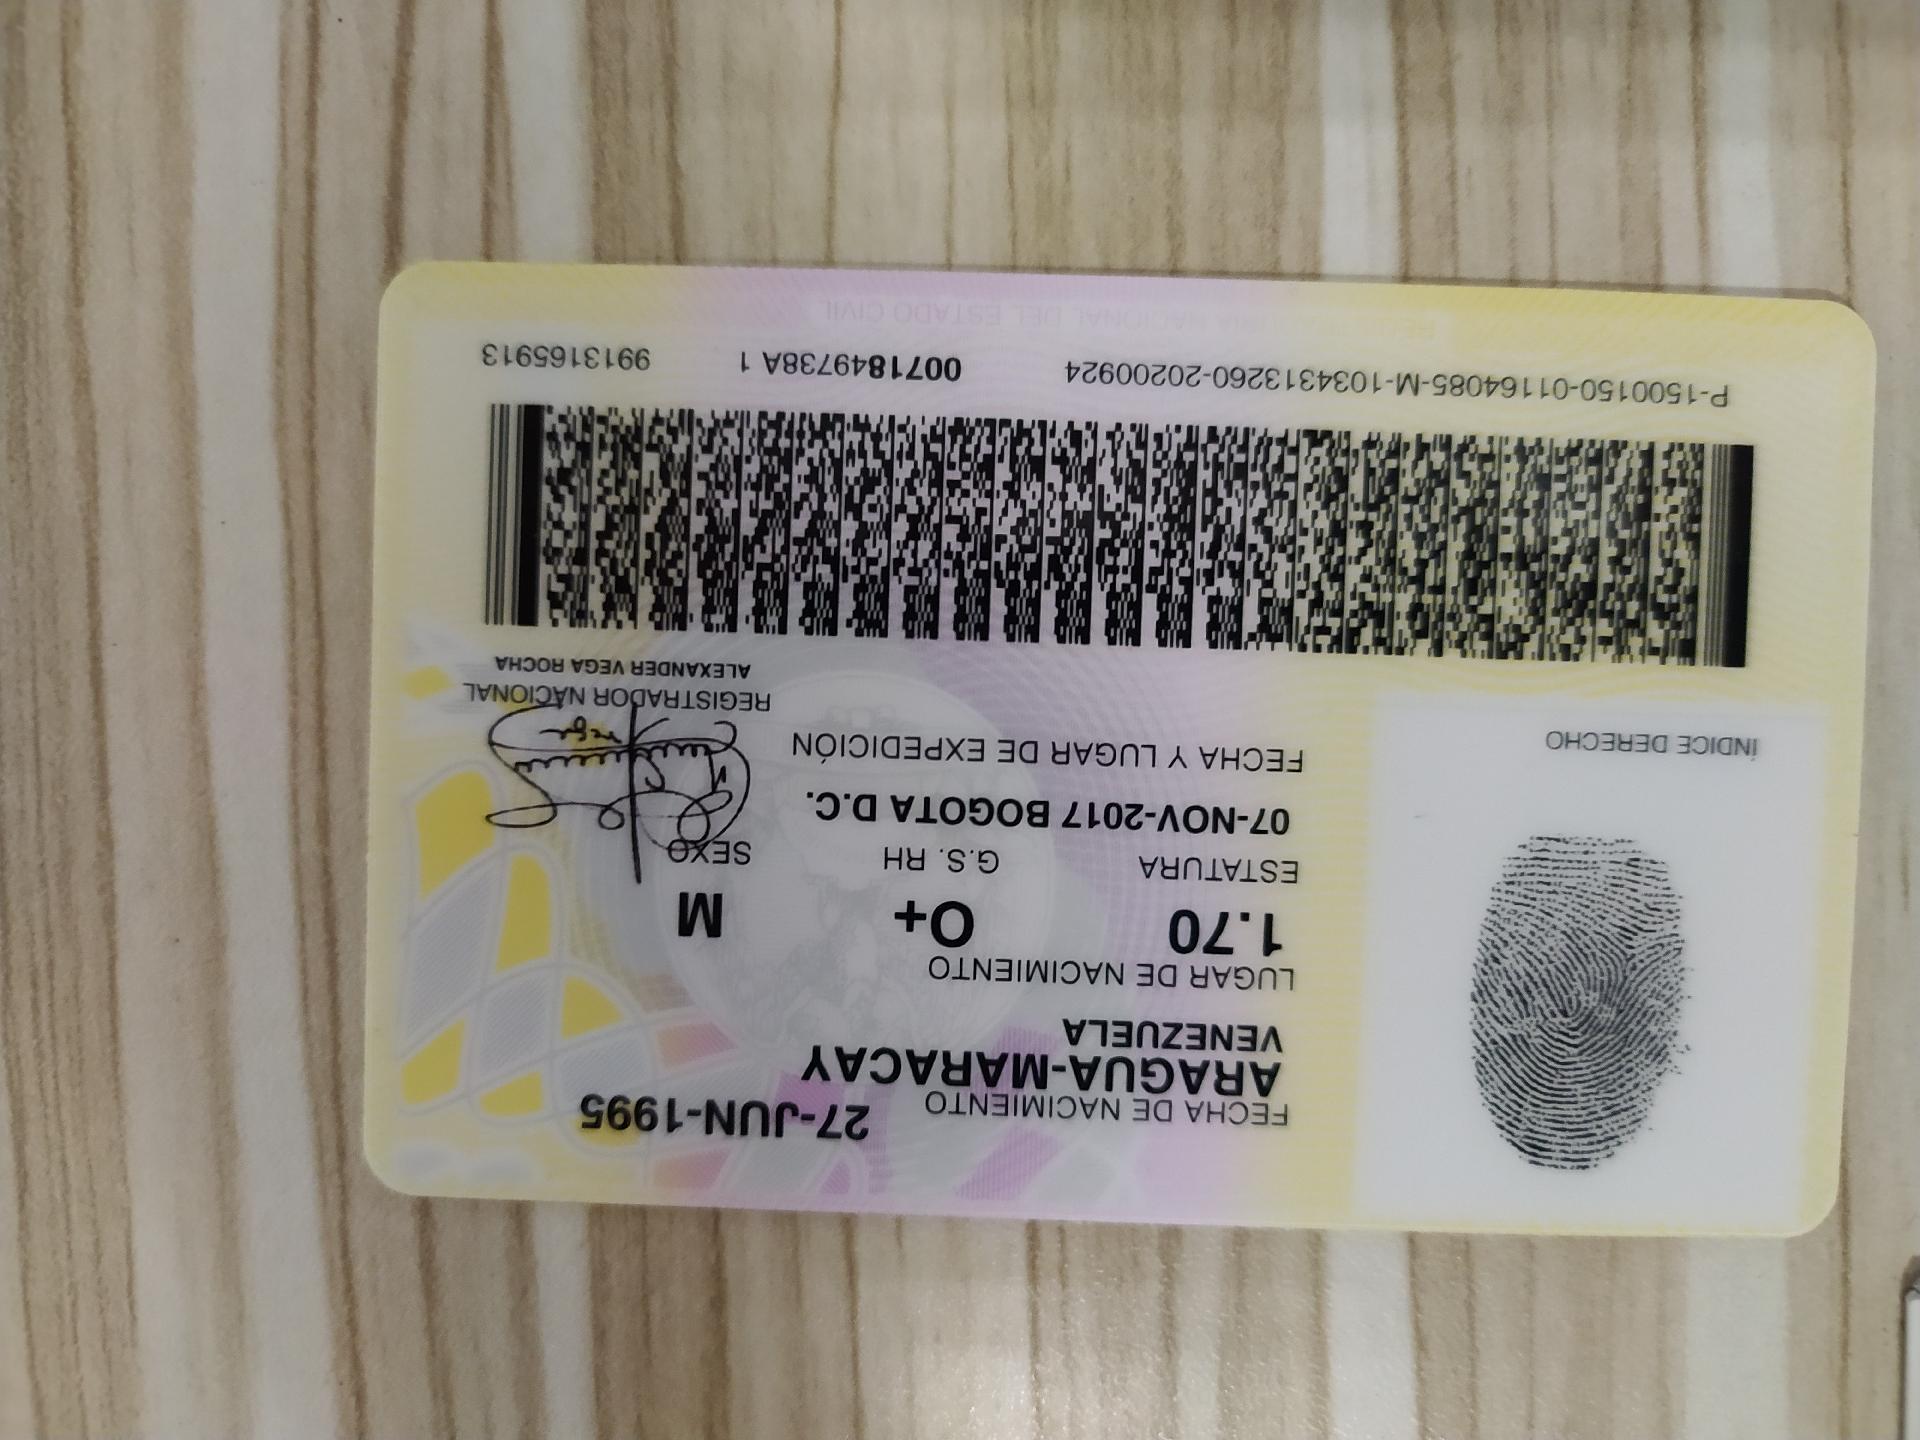 FECHA DE NACIMIENTO 27-JUN-1995
ARAGUA-MARACAY
VENEZUELA
LUGAR DE NACIMIENTO
1.70 O+ M
ESTATURA G.S. RH SEXO
07-NOV-2017 BOGOTA D.C.
FECHA Y LUGAR DE EXPEDICIÓN
ÍNDICE DERECHO
REGISTRADOR NACIONAL
ALEXANDER VEGA ROCHA
P-1500150-01164085-M-1034313260-20200924 0071849738A 1 9913165913
REGISTRADURIA NACIONAL DEL ESTADO CIVIL